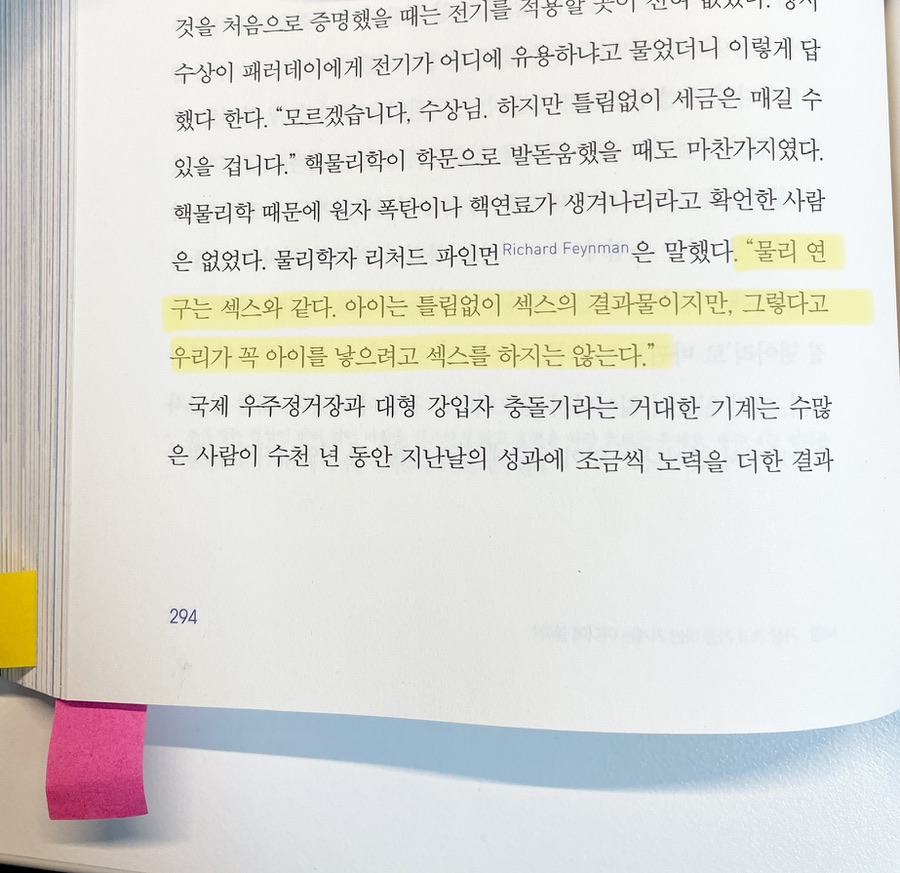 것을 처음으로 증명했을 때는 전기를 적용할 곳이 전혀 없었다. 당시
수상이 패러데이에게 전기가 어디에 유용하냐고 물었더니 이렇게 답
했다 한다. “모르겠습니다, 수상님. 하지만 틀림없이 세금은 매길 수
있을 겁니다.” 핵물리학이 학문으로 발돋움했을 때도 마찬가지였다.
핵물리학 때문에 원자 폭탄이나 핵연료가 생겨나리라고 확언한 사람
은 없었다. 물리학자 리처드 파인먼Richard Feynman은 말했다. “물리 연
구는 섹스와 같다. 아이는 틀림없이 섹스의 결과물이지만, 그렇다고
우리가 꼭 아이를 낳으려고 섹스를 하지는 않는다.”
국제 우주정거장과 대형 강입자 충돌기라는 거대한 기계는 수많
은 사람이 수천 년 동안 지난날의 성과에 조금씩 노력을 더한 결과
294